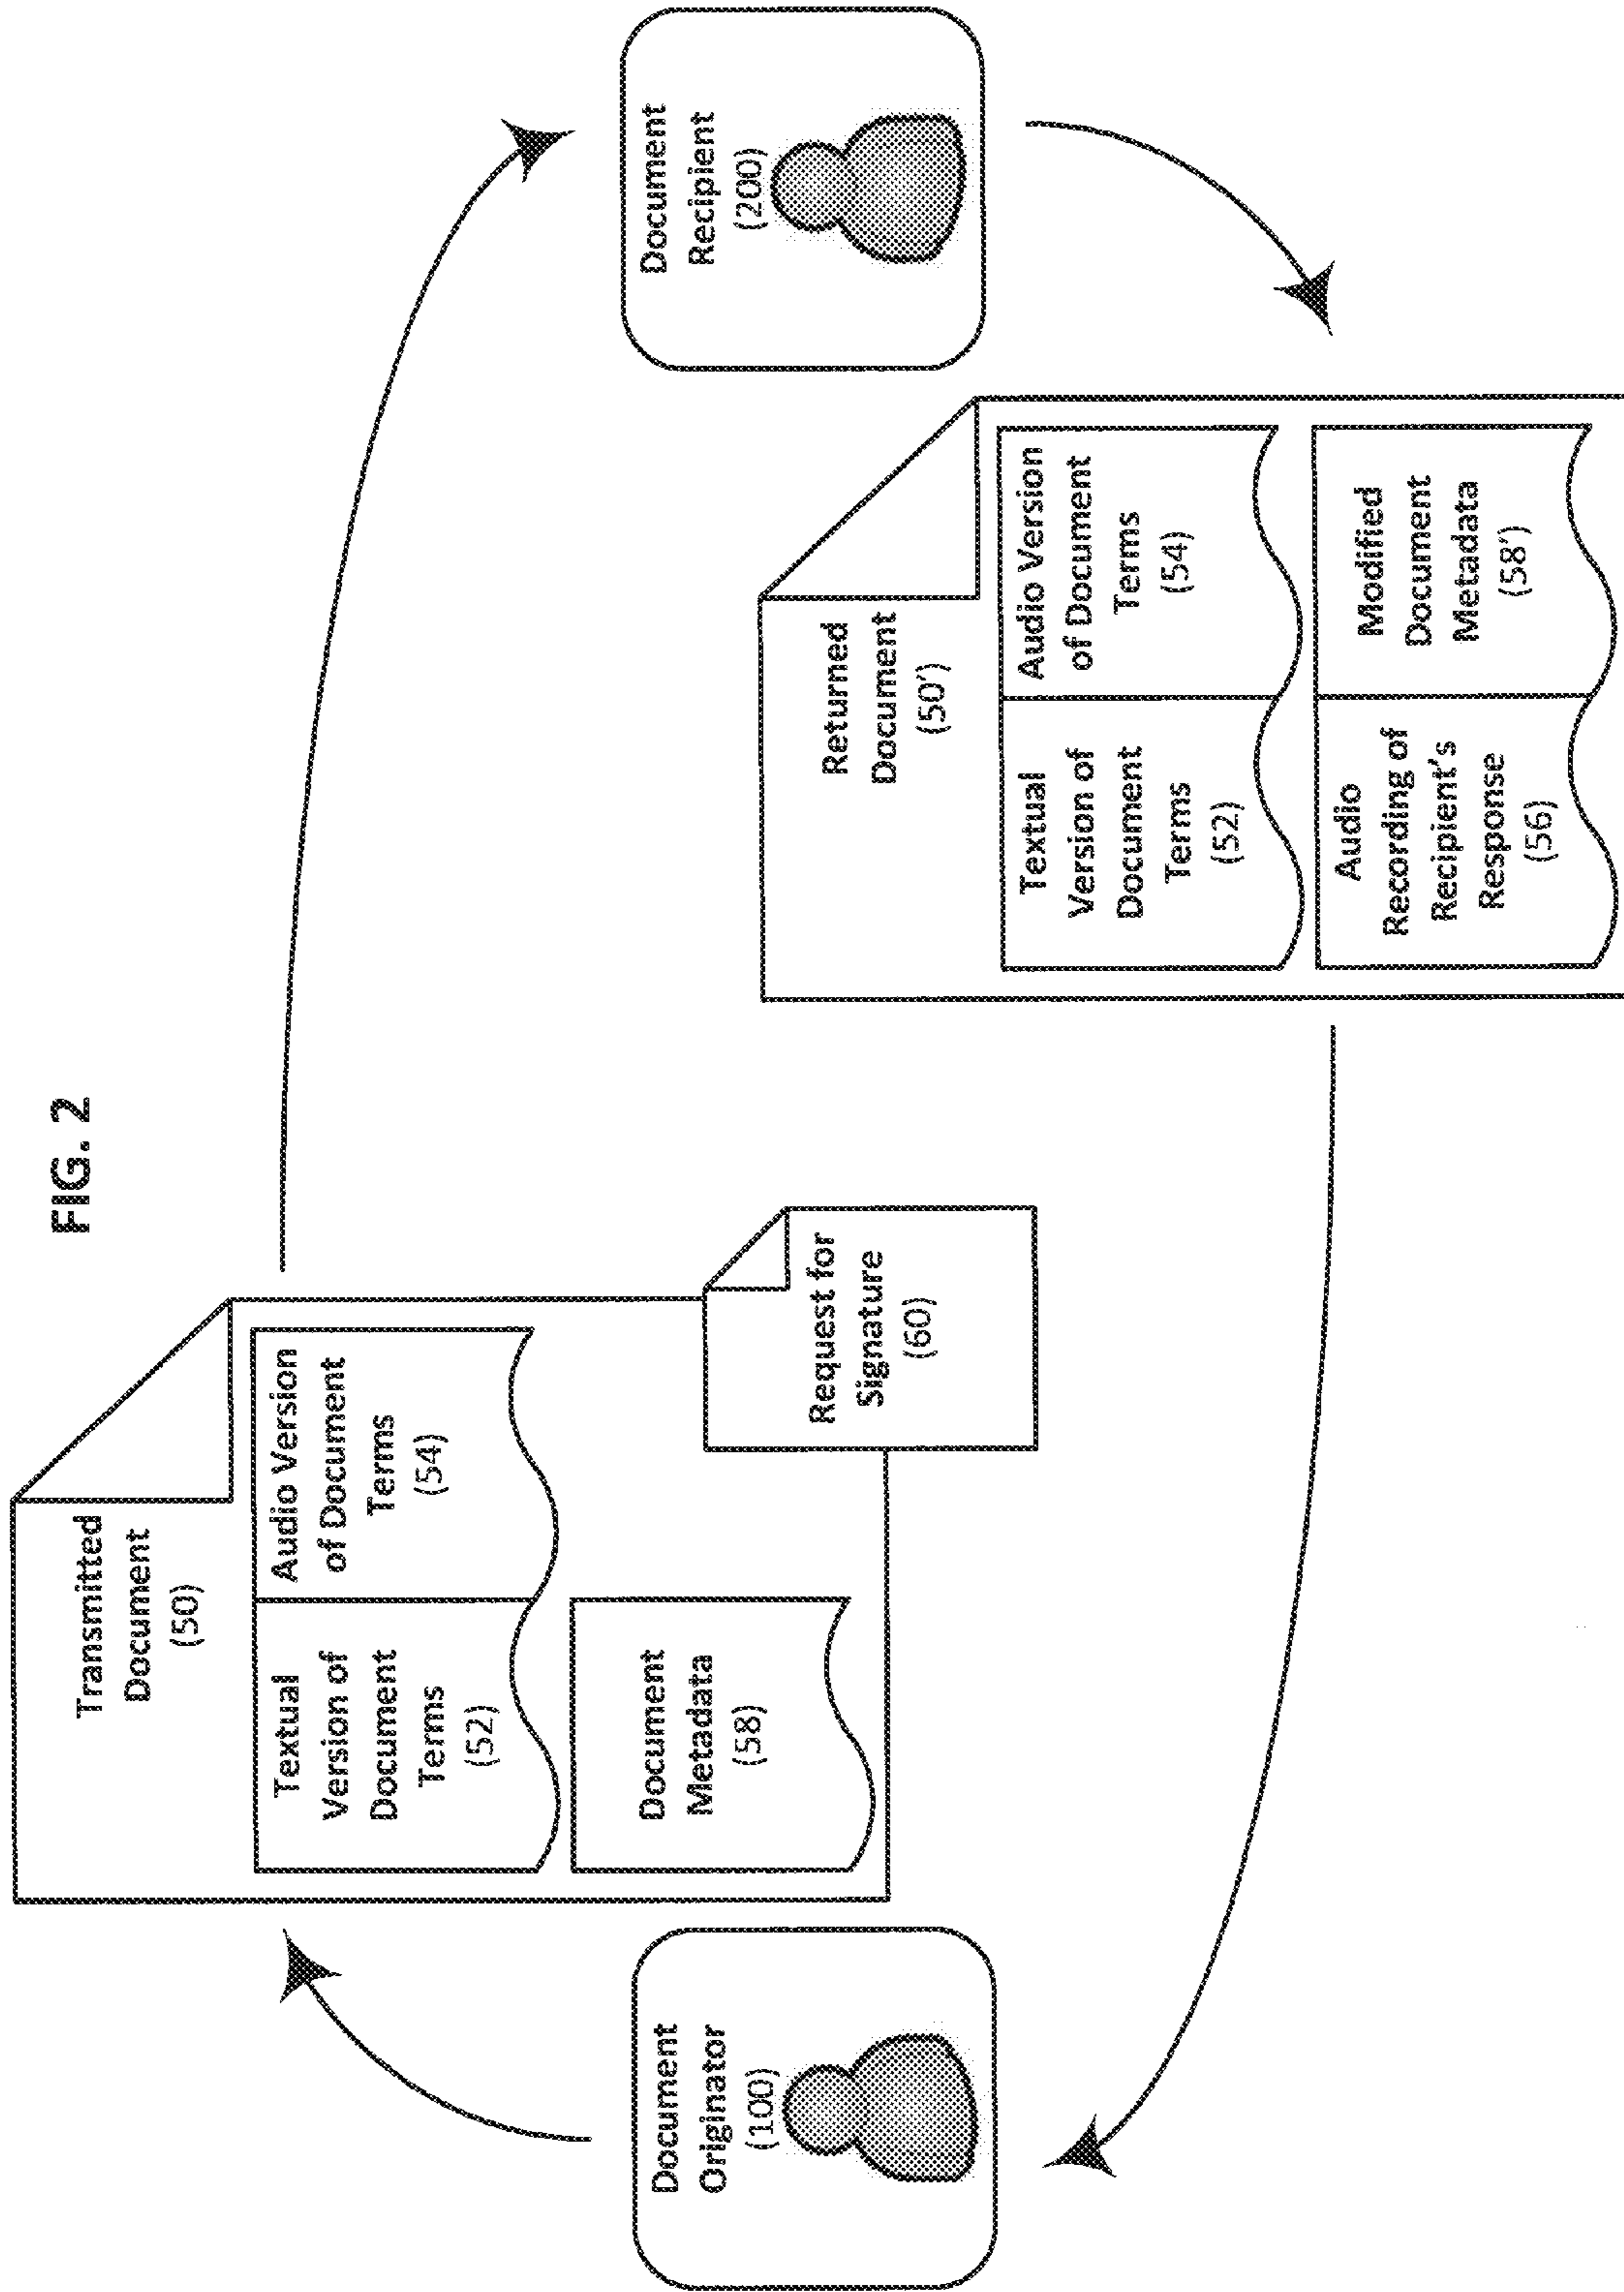 FIG. 2
Transmitted
Document
(50)
Textual
Version of
Document
Terms
(52)
Audio Version
of Document
Terms
(54)
Document
Metadata
(58)
Request for
Signature
(60)
Document
Originator
(100)
Document
Recipient
(200)
Returned
Document
(50')
Textual
Version of
Document
Terms
(52)
Audio Version
of Document
Terms
(54)
Audio
Recording of
Recipient's
Response
(56)
Modified
Document
Metadata
(58')